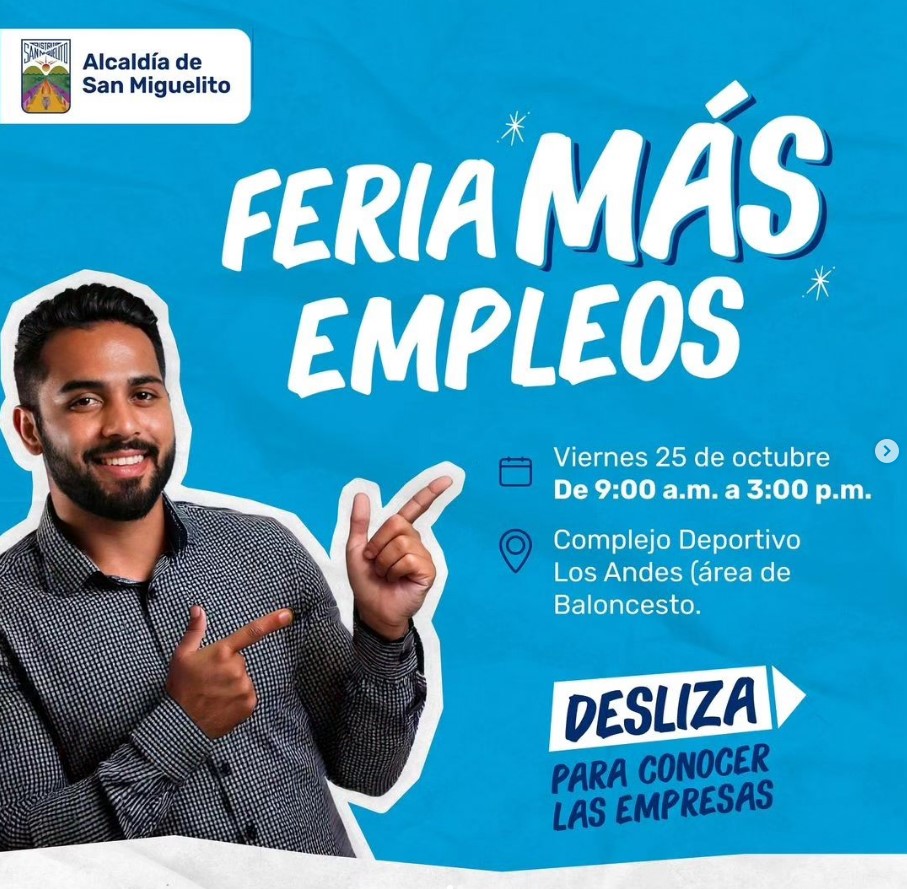 Alcaldía de
San Miguelito
FERIA MÁS
EMPLEOS
Viernes 25 de octubre
De 9:00 a.m. a 3:00 p.m.
Complejo Deportivo
Los Andes (área de
Baloncesto.
DESLIZA
PARA CONOCER
LAS EMPRESAS